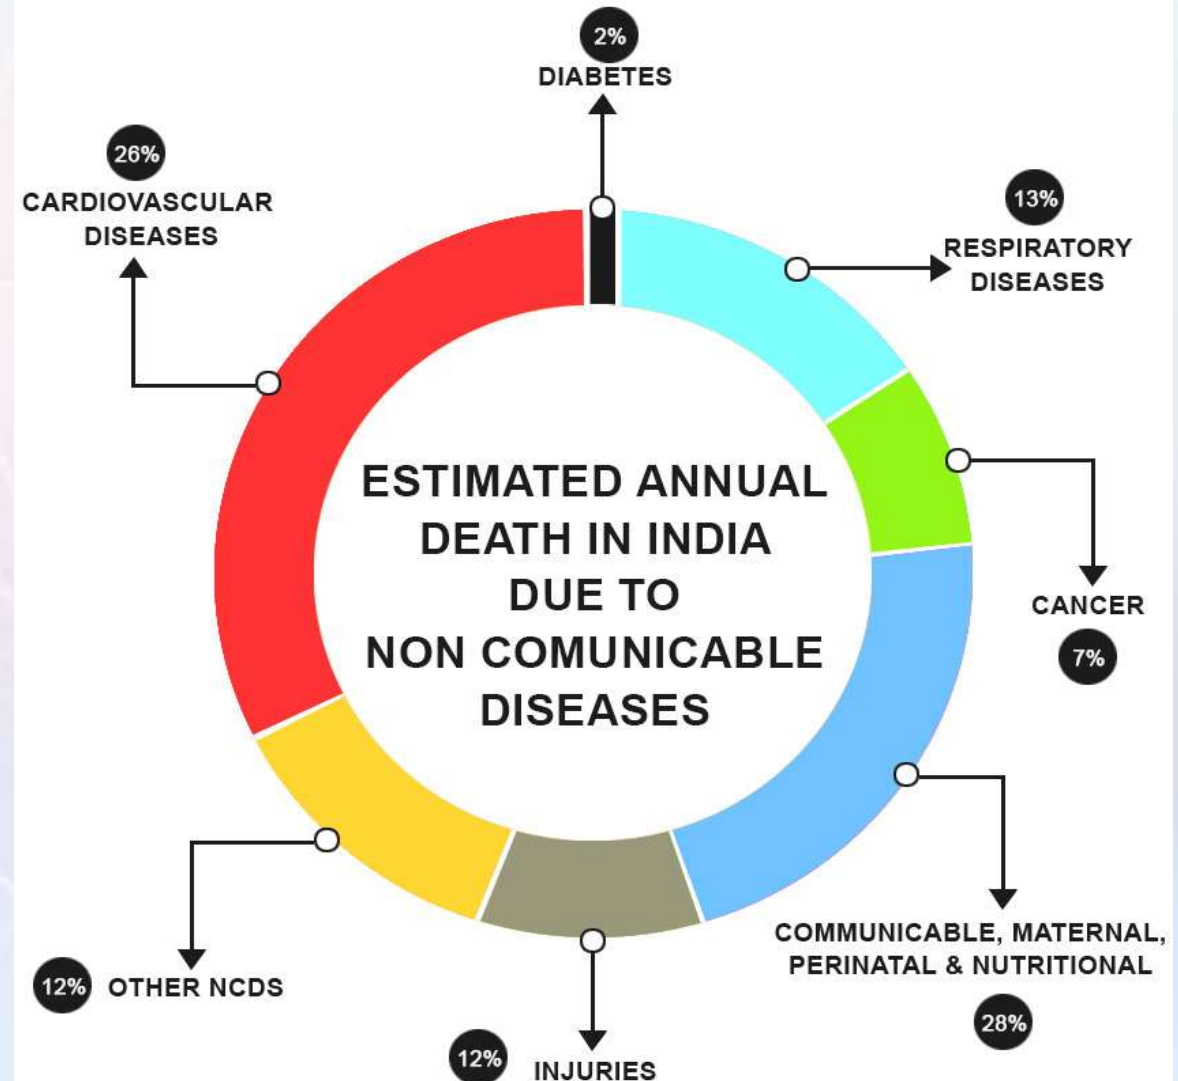 2%
DIABETES
26%
CARDIOVASCULAR
DISEASES
13%
RESPIRATORY
DISEASES
ESTIMATED ANNUAL
DEATH IN INDIA
DUE TO
NON COMUNICABLE
DISEASES
CANCER
7%
COMMUNICABLE, MATERNAL,
PERINATAL & NUTRITIONAL
28%
12% OTHER NCDS
12% INJURIES